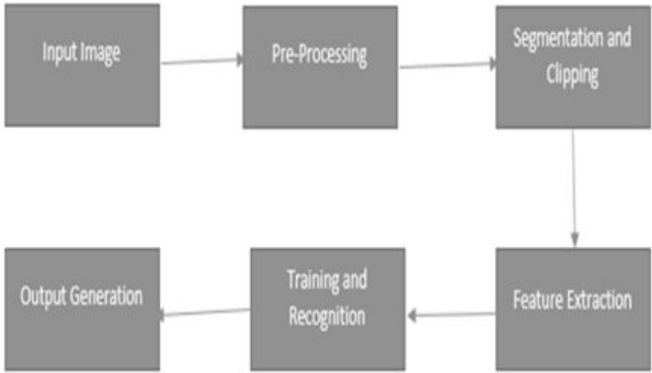 Input Image
Pre-Processing
Segmentation and
Clipping
Feature Extraction
Training and
Recognition
Output Generation